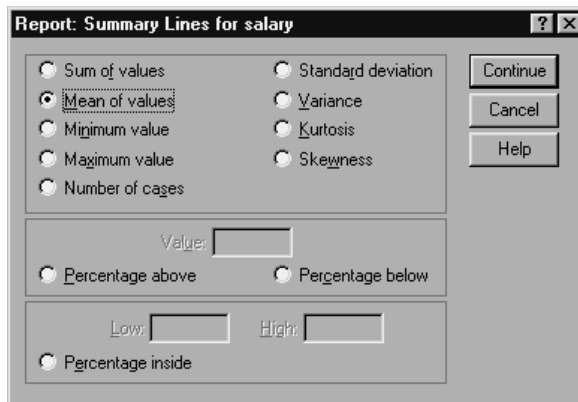 Report: Summary Lines for salary
Sum of values
Mean of values
Minimum value
Maximum value
Number of cases
Standard deviation
Variance
Kurtosis
Skewness
Continue
Cancel
Help
Value:
Percentage above
Percentage below
Low:
High:
Percentage inside